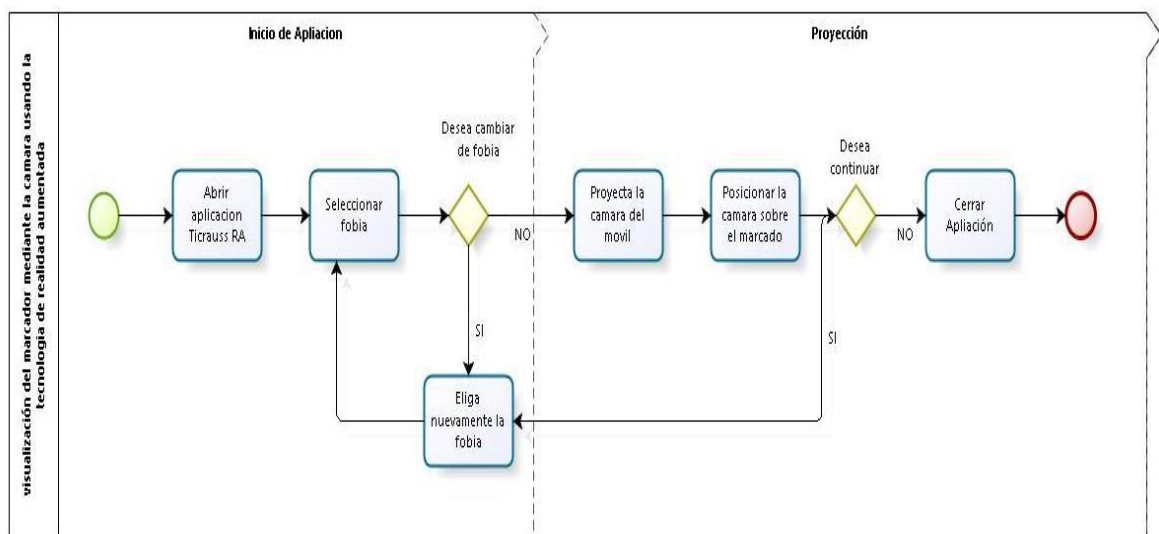 visualización del marcador mediante la camara usando la
tecnología de realidad aumentada
Inicio de Apliacion
Proyección
Abrir
aplicacion
Ticrauss RA
Seleccionar
fobia
Desea cambiar
de fobia
NO
SI
Eliga
nuevamente la
fobia
Proyecta la
camara del
movil
Posicionar la
camara sobre
el marcado
Desea
continuar
NO
SI
Cerrar
Apliación